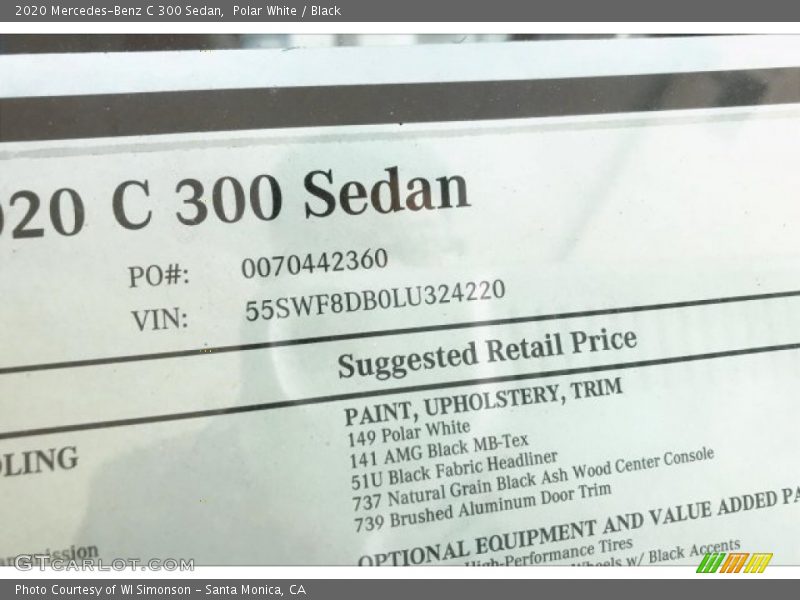 2020 Mercedes-Benz C 300 Sedan, Polar White / Black
020 C 300 Sedan
PO#: 0070442360
VIN: 55SWF8DB0LU324220
Suggested Retail Price
PAINT, UPHOLSTERY, TRIM
149 Polar White
141 AMG Black MB-Tex
51U Black Fabric Headliner
737 Natural Grain Black Ash Wood Center Console
739 Brushed Aluminum Door Trim
DLING
OPTIONAL EQUIPMENT AND VALUE ADDED PA
High-Performance Tires
Wheels w/ Black Accents
GTCARLOT.COM
Photo Courtesy of WI Simonson - Santa Monica, CA